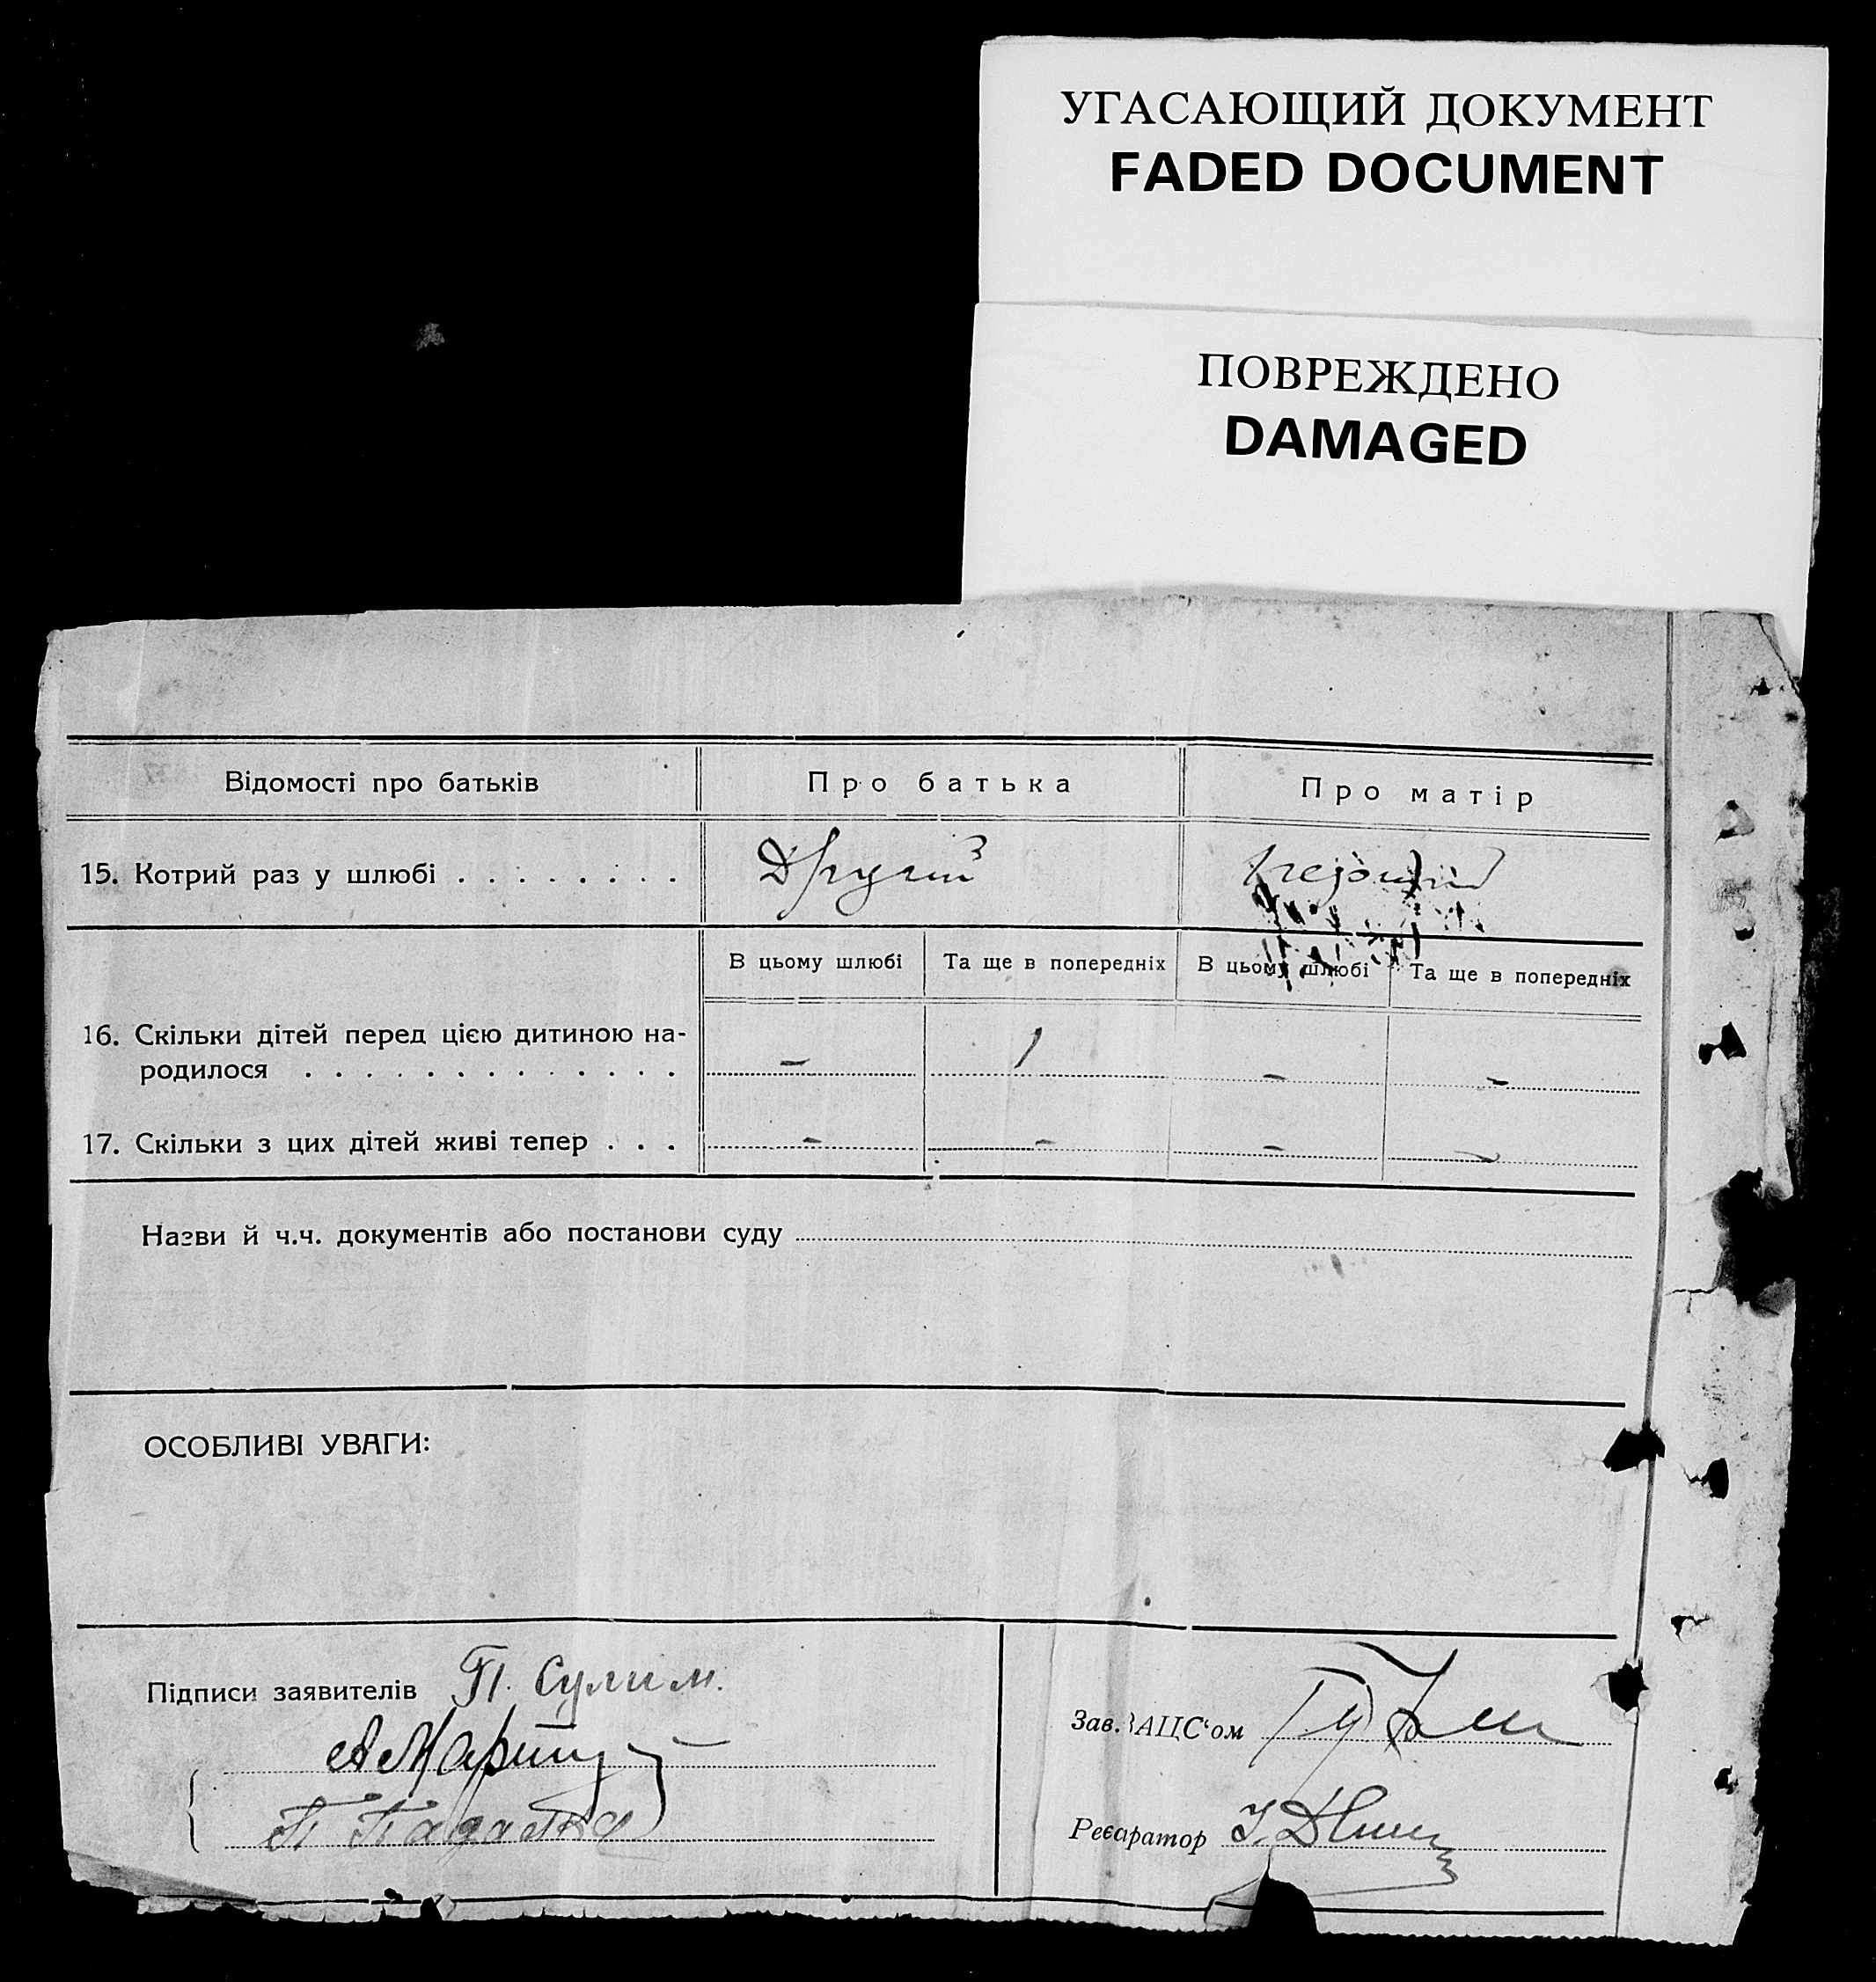 УГАСАЮЩИЙ ДОКУМЕНТ
FADED DOCUMENT
ПОВРЕЖДЕНО
DAMAGED
Відомості про батьків Про батька Про матір
15. Котрий раз у шлюбі . . . . . . . . Другий
В цьому шлюбі Та ще в попередніх В цьому шлюбі Та ще в попередніх
16. Скільки дітей перед цією дитиною на-
родилося . . . . . . . . . . . . . – 1 – –
17. Скільки з цих дітей живі тепер . . . – – – –
Назви й ч.ч. документів або постанови суду
ОСОБЛИВІ УВАГИ:
Підписи заявителів П. Сулим.
Зав. ЗАЦС‘ом
Реєстратор